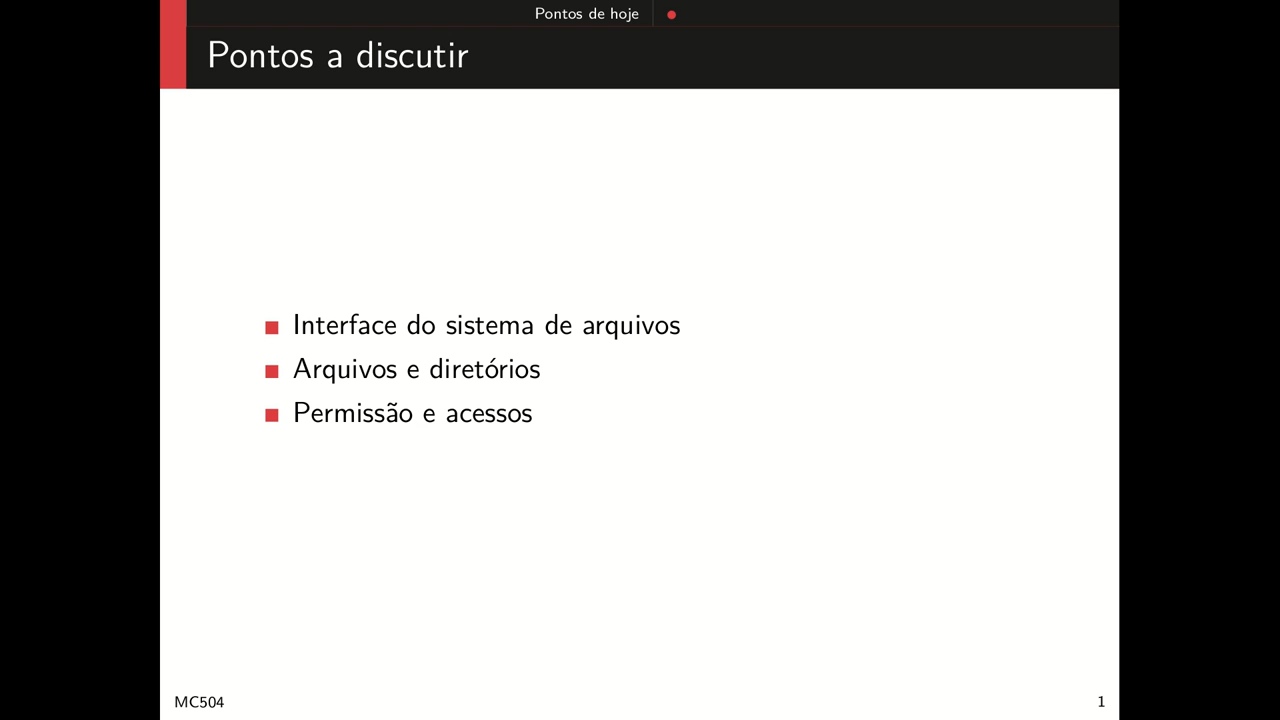 Pontos de hoje
Pontos a discutir
Interface do sistema de arquivos
Arquivos e diretórios
Permissão e acessos
MC504
1